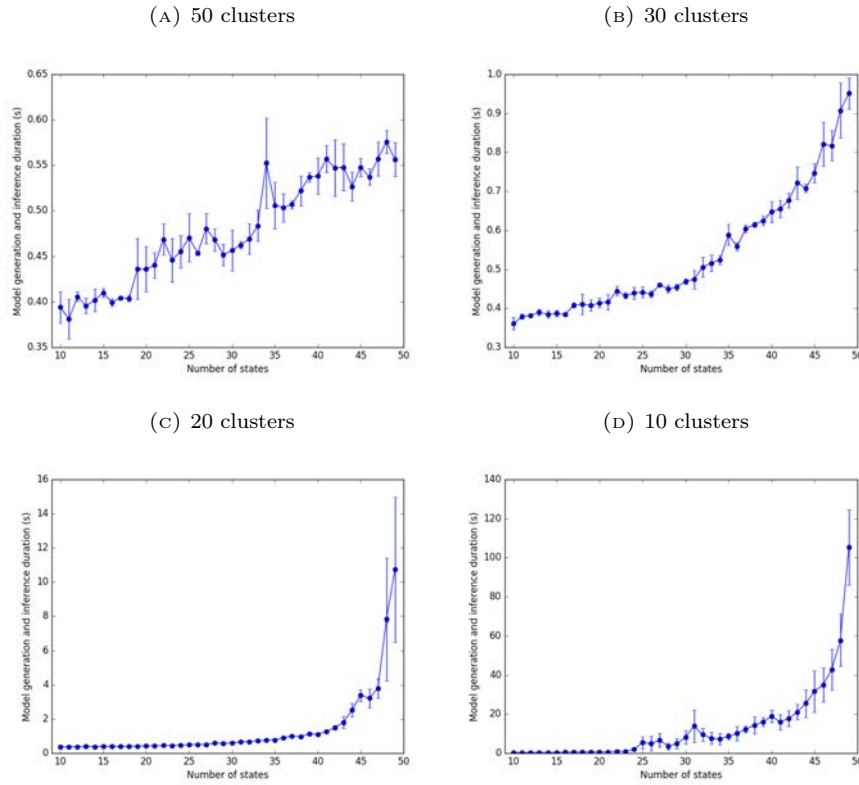 (A) 50 clusters
0.65
0.60
0.55
0.50
0.45
0.40
0.35
10 15 20 25 30 35 40 45 50
Number of states
Model generation and inference duration (s)
(B) 30 clusters
1.0
0.9
0.8
0.7
0.6
0.5
0.4
0.3
10 15 20 25 30 35 40 45 50
Number of states
Model generation and inference duration (s)
(C) 20 clusters
16
14
12
10
8
6
4
2
0
10 15 20 25 30 35 40 45 50
Number of states
Model generation and inference duration (s)
(D) 10 clusters
140
120
100
80
60
40
20
0
10 15 20 25 30 35 40 45 50
Number of states
Model generation and inference duration (s)